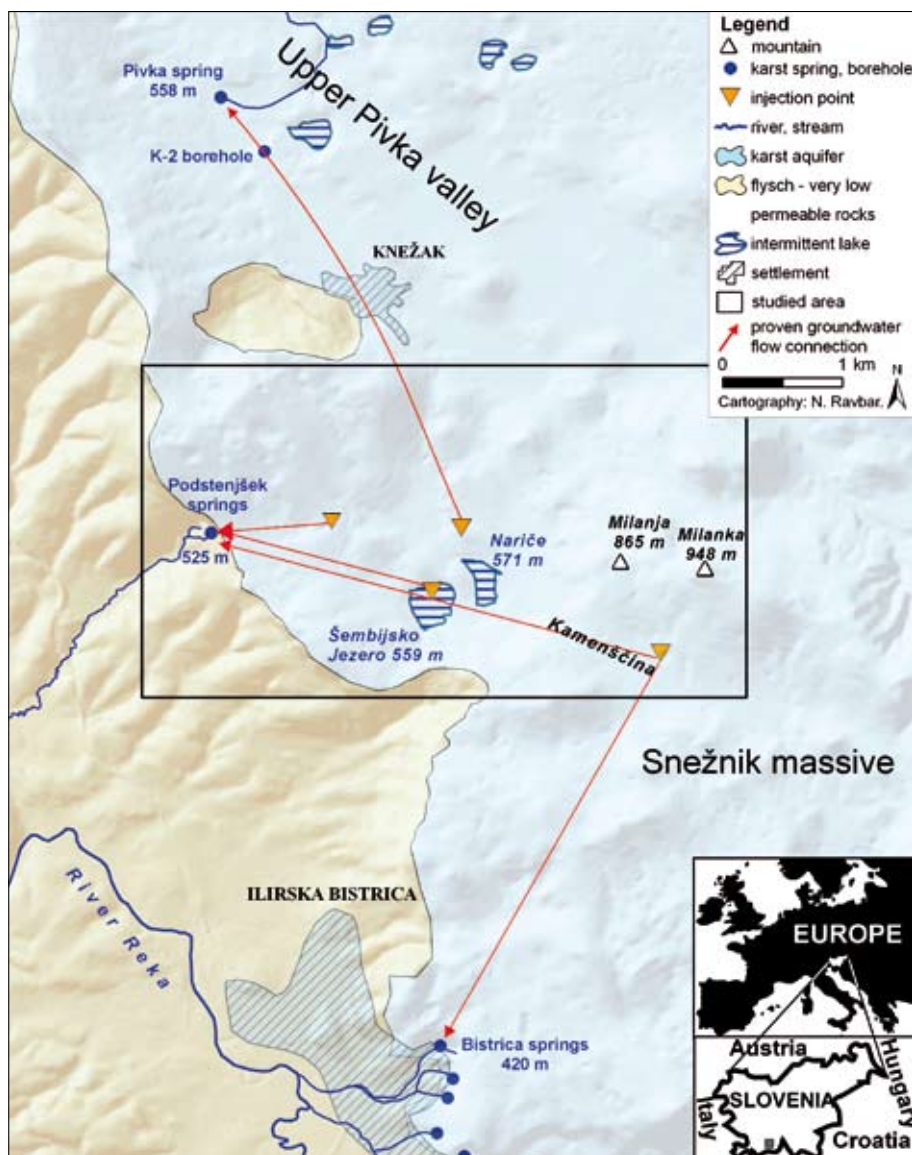 Pivka spring
558 m
K-2 borehole
Upper Pivka valley
KNEŽAK
Legend
mountain
karst spring, borehole
injection point
river, stream
karst aquifer
flysch - very low
permeable rocks
intermittent lake
settlement
studied area
proven groundwater
flow connection
0 1 km
N
Cartography: N. Ravbar.
Podstenjšek
springs
525 m
Nariče
571 m
Milanja
865 m
Milanka
948 m
Šembijsko
Jezero 559 m
Kamenščina
Snežnik massive
ILIRSKA BISTRICA
River Reka
Bistrica springs
420 m
EUROPE
Austria
Hungary
Italy
SLOVENIA
Croatia